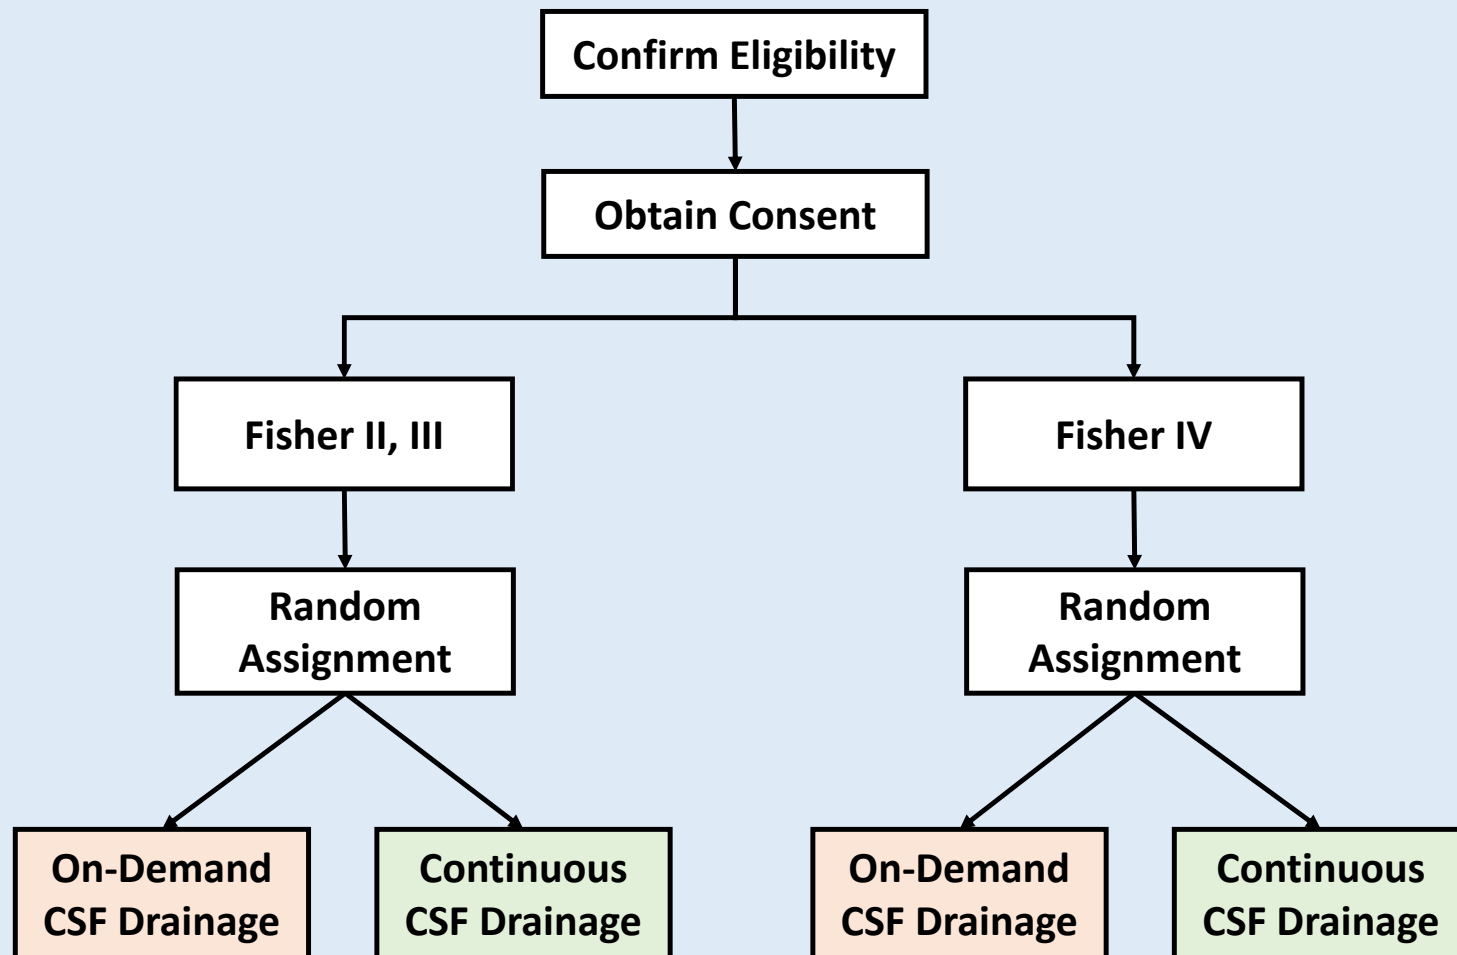 Confirm Eligibility
Obtain Consent
Fisher II, III
Fisher IV
Random
Assignment
Random
Assignment
On-Demand
CSF Drainage
Continuous
CSF Drainage
On-Demand
CSF Drainage
Continuous
CSF Drainage